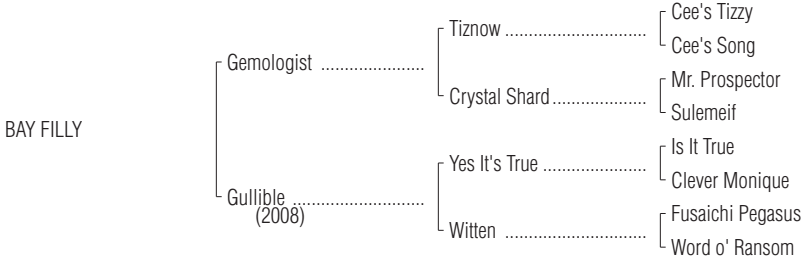 Cee's Tizzy
Tiznow ..............................
Cee's Song
Gemologist ......................
Mr. Prospector
Crystal Shard....................
Sulemeif
BAY FILLY
Is It True
Yes It's True ......................
Clever Monique
Gullible ............................
(2008)
Fusaichi Pegasus
Witten ..............................
Word o' Ransom